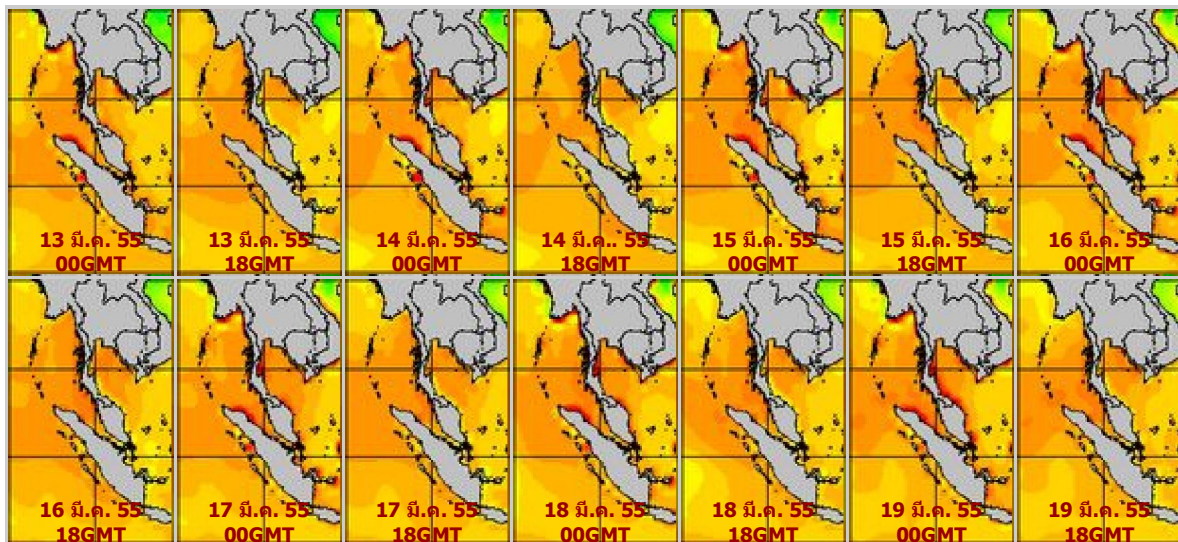 13 มี.ค. 55
00GMT
13 มี.ค. 55
18GMT
14 มี.ค. 55
00GMT
14 มี.ค.. 55
18GMT
15 มี.ค. 55
00GMT
15 มี.ค. 55
18GMT
16 มี.ค. 55
00GMT
16 มี.ค. 55
18GMT
17 มี.ค. 55
00GMT
17 มี.ค. 55
18GMT
18 มี.ค. 55
00GMT
18 มี.ค. 55
18GMT
19 มี.ค. 55
00GMT
19 มี.ค. 55
18GMT